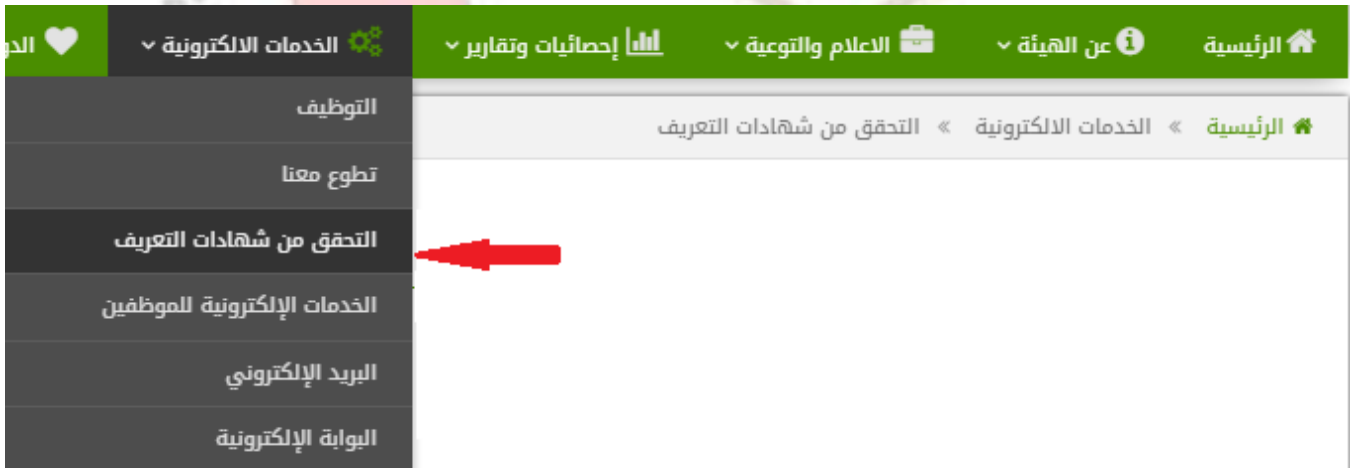 الرئيسية عن الهيئة الاعلام والتوعية إحصائيات وتقارير الخدمات الالكترونية
الرئيسية » الخدمات الالكترونية » التحقق من شهادات التعريف
التوظيف
تطوع معنا
التحقق من شهادات التعريف
الخدمات الإلكترونية للموظفين
البريد الإلكتروني
البوابة الإلكترونية